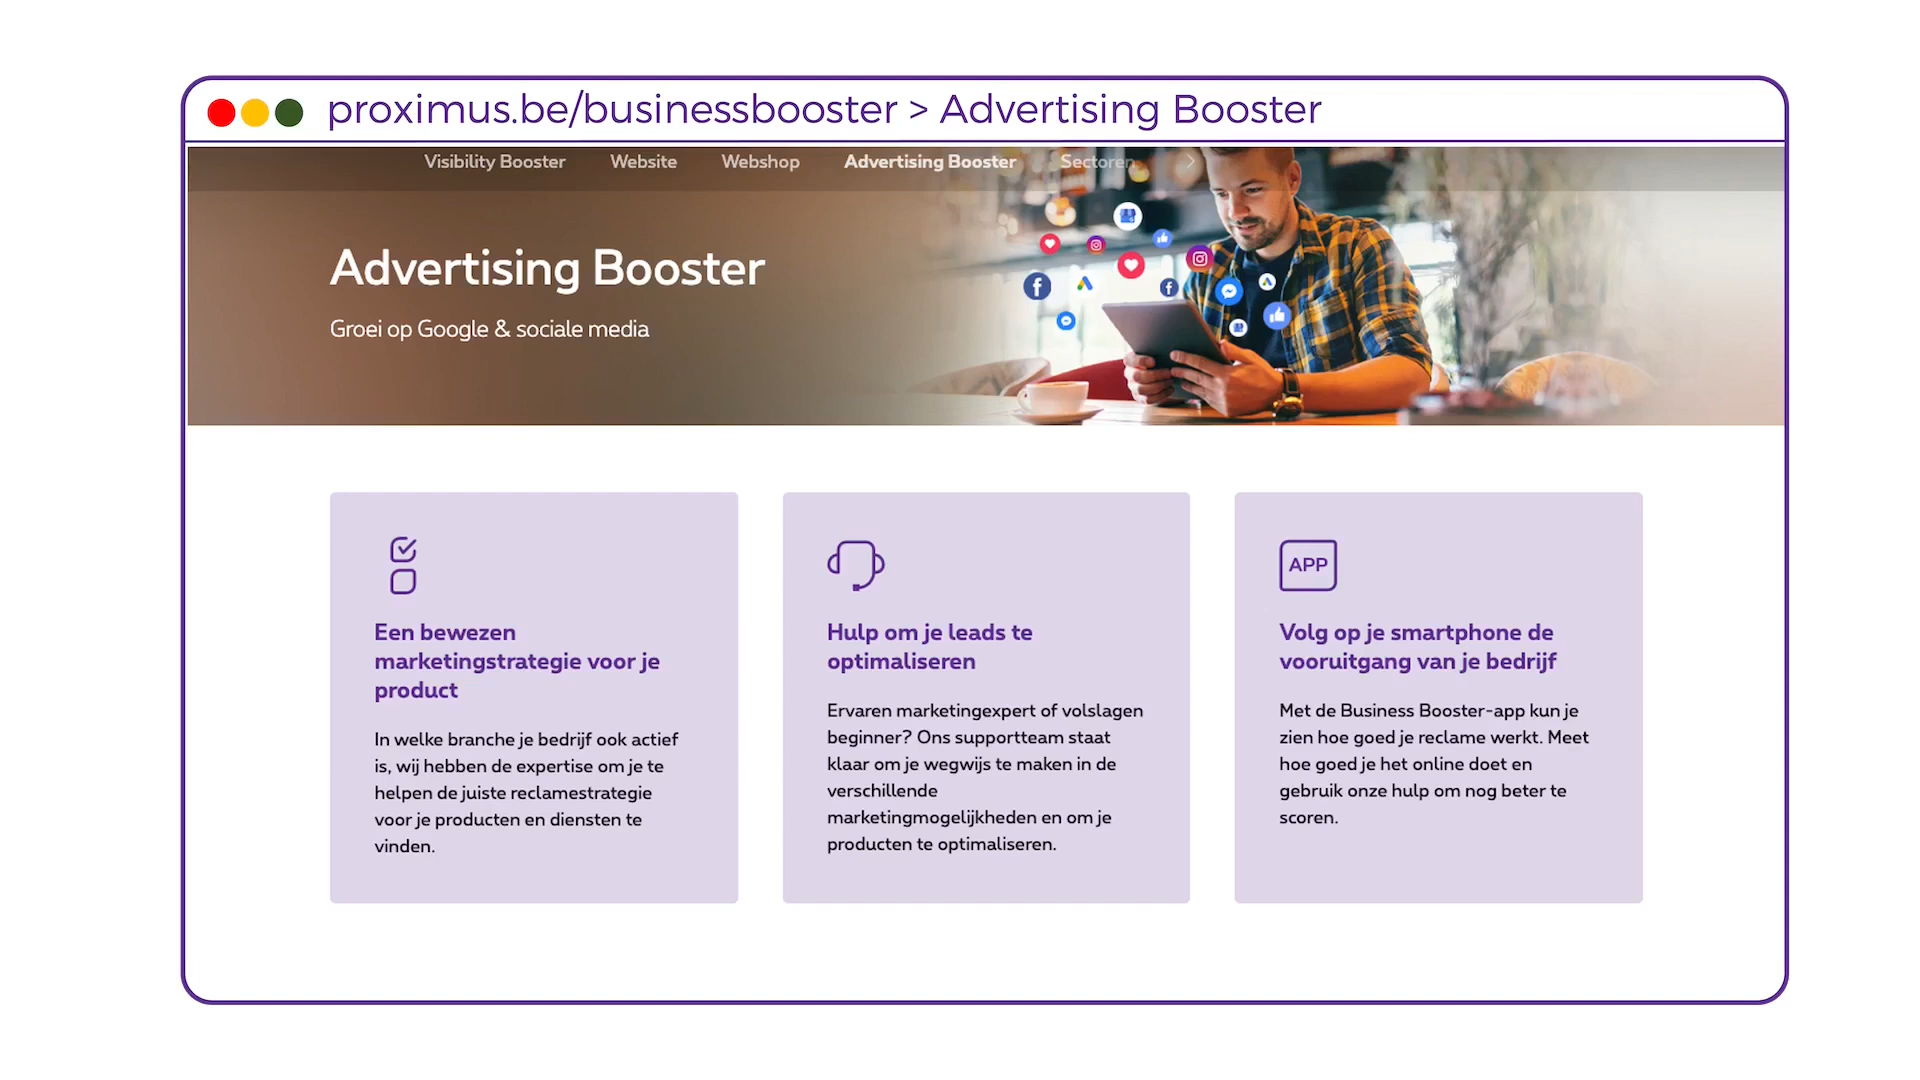 proximus.be/businessbooster > Advertising Booster
Visibility Booster Website Webshop Advertising Booster Sectoren >
Advertising Booster
Groei op Google & sociale media
Een bewezen
marketingstrategie voor je
product
In welke branche je bedrijf ook actief
is, wij hebben de expertise om je te
helpen de juiste reclamestrategie
voor je producten en diensten te
vinden.
Hulp om je leads te
optimaliseren
Ervaren marketingexpert of volslagen
beginner? Ons supportteam staat
klaar om je wegwijs te maken in de
verschillende
marketingmogelijkheden en om je
producten te optimaliseren.
APP
Volg op je smartphone de
vooruitgang van je bedrijf
Met de Business Booster-app kun je
zien hoe goed je reclame werkt. Meet
hoe goed je het online doet en
gebruik onze hulp om nog beter te
scoren.